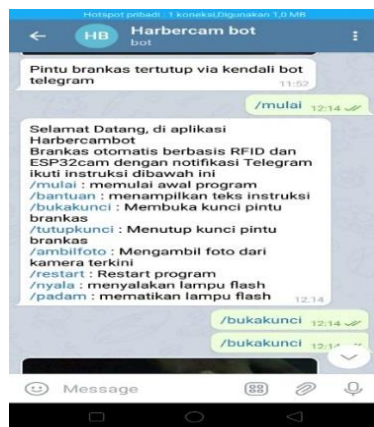 Hotspot pribadi : 1 koneksi,Digunakan 1,0 MB
HB
Harbercam bot
bot
Pintu brankas tertutup via kendali bot
telegram
11:52
/mulai 12:14
Selamat Datang, di aplikasi
Harbercambot
Brankas otomatis berbasis RFID dan
ESP32cam dengan notifikasi Telegram
ikuti instruksi dibawah ini
/mulai : memulai awal program
/bantuan : menampilkan teks instruksi
/bukakunci : Membuka kunci pintu
brankas
/tutupkunci : Menutup kunci pintu
brankas
/ambilfoto : Mengambil foto dari
kamera terkini
/restart : Restart program
/nyala : menyalakan lampu flash
/padam : mematikan lampu flash
12:14
/bukakunci 12:14
/bukakunci 12:14
Message